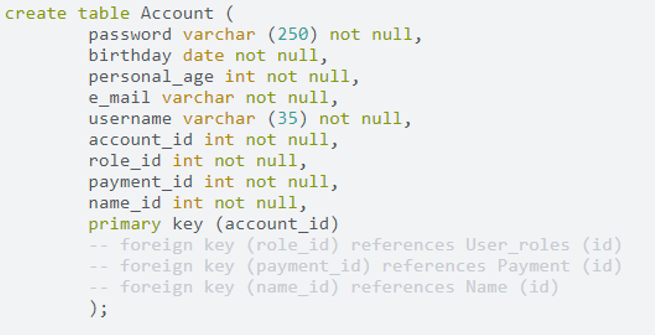 create table Account (
password varchar (250) not null,
birthday date not null,
personal_age int not null,
e_mail varchar not null,
username varchar (35) not null,
account_id int not null,
role_id int not null,
payment_id int not null,
name_id int not null,
primary key (account_id)
-- foreign key (role_id) references User_roles (id)
-- foreign key (payment_id) references Payment (id)
-- foreign key (name_id) references Name (id)
);